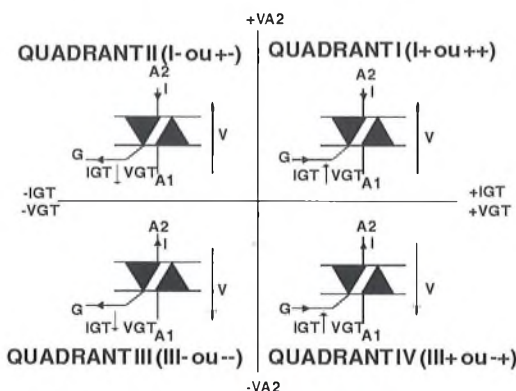 +VA2
QUADRANT II (I- ou +-)
QUADRANT I (I+ ou ++)
A2
I
V
G
IGT VGT
A1
A2
I
V
G
IGT VGT
A1
-IGT
-VGT
+IGT
+VGT
A2
I
V
G
IGT VGT
A1
A2
I
V
G
IGT VGT
A1
QUADRANT III (III- ou --)
QUADRANT IV (III+ ou -+)
-VA2